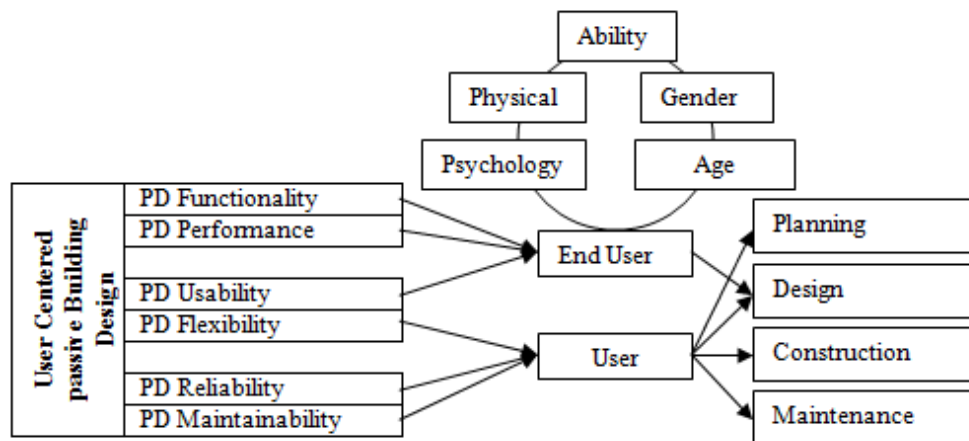 Ability
Physical
Gender
Psychology
Age
User Centered
passive Building
Design
PD Functionality
PD Performance
PD Usability
PD Flexibility
PD Reliability
PD Maintainability
End User
User
Planning
Design
Construction
Maintenance